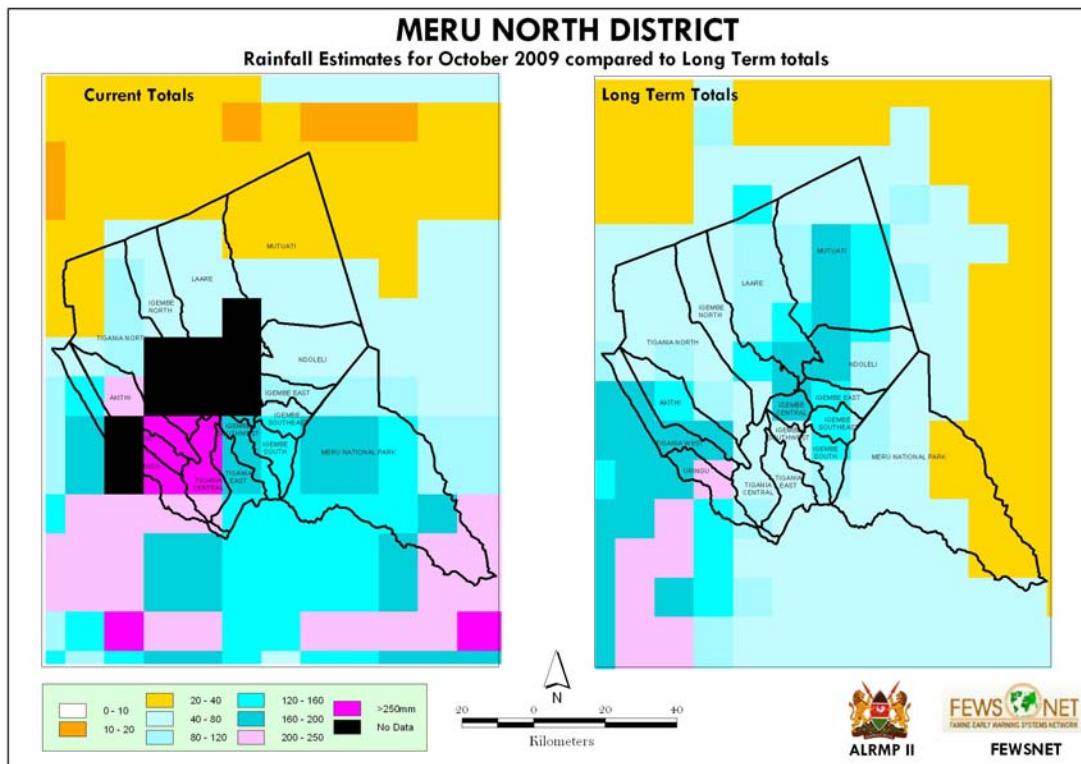 MERU NORTH DISTRICT
Rainfall Estimates for October 2009 compared to Long Term totals
Current Totals
MUTUATI
LAARE
IGEMBE
NORTH
TIGANIA NORTH
NDOLELI
AKITHI
IGEMBE EAST
IGEMBE
SOUTHEAST
IGEMBE
SOUTHWEST
IGEMBE
SOUTH
MERU NATIONAL PARK
TIGANIA
EAST
TIGANIA
CENTRAL
Long Term Totals
MUTUATI
LAARE
IGEMBE
NORTH
TIGANIA NORTH
NDOLELI
AKITHI
IGEMBE
CENTRAL
IGEMBE EAST
IGEMBE
SOUTHEAST
IGEMBE
SOUTHWEST
TIGANIA WEST
IGEMBE
SOUTH
MERU NATIONAL PARK
URINGU
TIGANIA
EAST
TIGANIA
CENTRAL
0 - 10
10 - 20
20 - 40
40 - 80
80 - 120
120 - 160
160 - 200
200 - 250
>250mm
No Data
N
20 0 20 40
Kilometers
ALRMP II
FEWS NET
FAMINE EARLY WARNING SYSTEMS NETWORK
FEWSNET